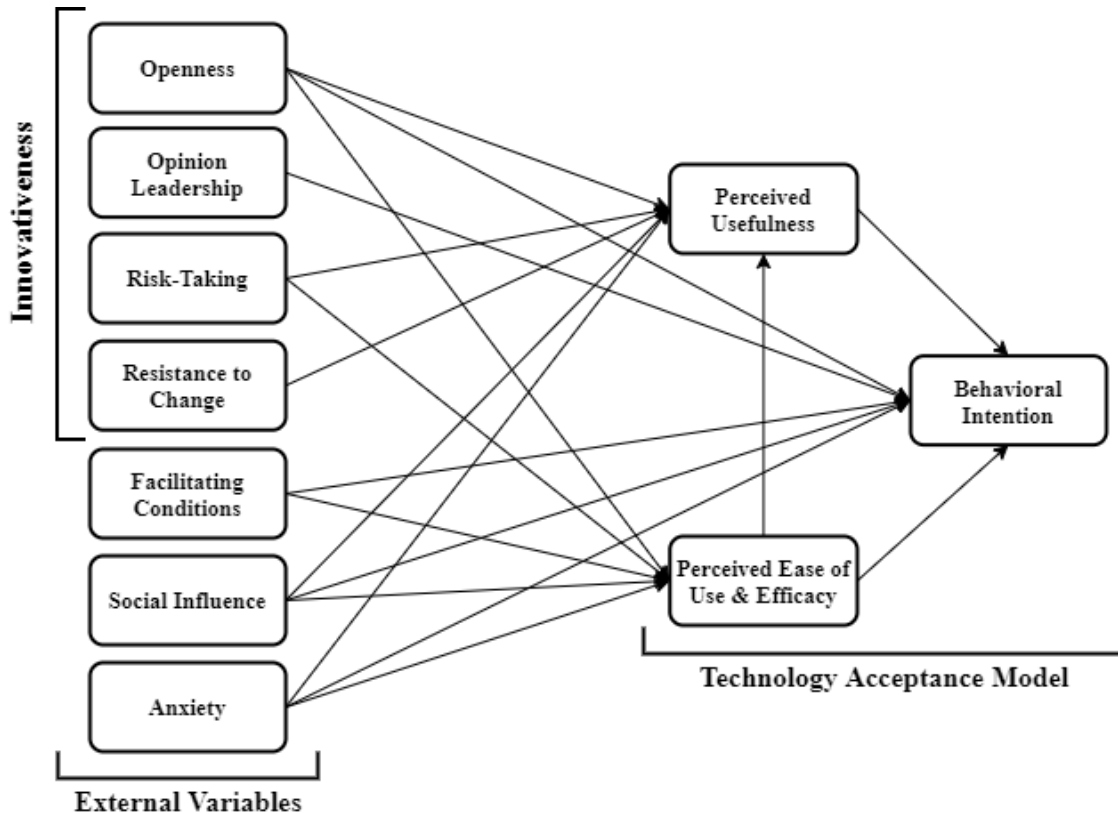 Innovativeness
Openness
Opinion
Leadership
Risk-Taking
Resistance to
Change
Facilitating
Conditions
Social Influence
Anxiety
External Variables
Perceived
Usefulness
Perceived Ease of
Use & Efficacy
Behavioral
Intention
Technology Acceptance Model